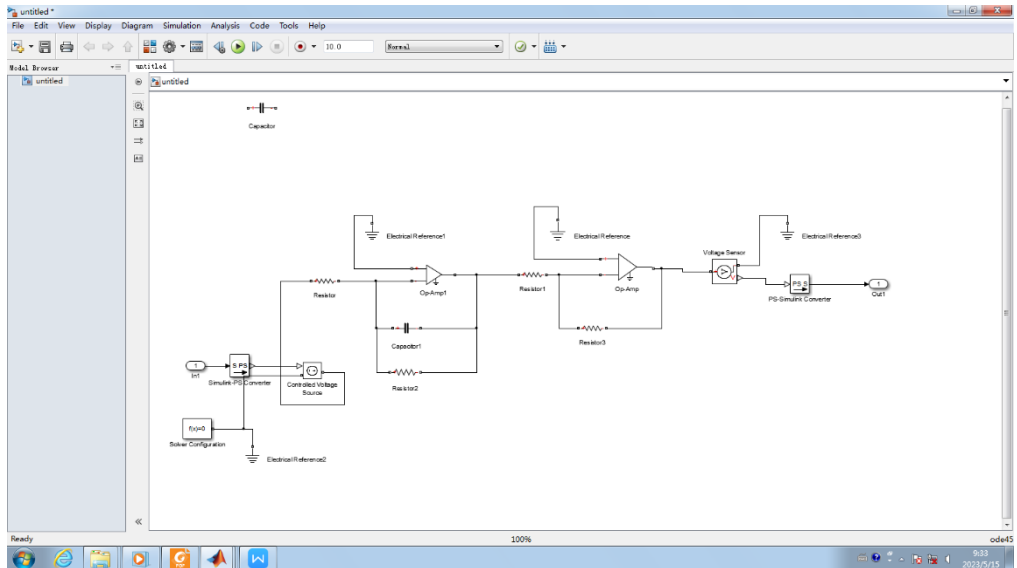 untitled *
File Edit View Display Diagram Simulation Analysis Code Tools Help
10.0 Normal
Model Browser untitled
untitled untitled
Capacitor
Electrical Reference1 Electrical Reference Electrical Reference3
Voltage Sensor
Resistor Op-Amp1 Resistor1 Op-Amp PS S 1
PS-Simulink Converter Out1
Capacitor1 Resistor3
1 S PS
In1 Simulink-PS Converter Controlled Voltage
Source
Resistor2
f(x)=0
Solver Configuration
Electrical Reference2
Ready 100% ode45
9:33
2023/5/15